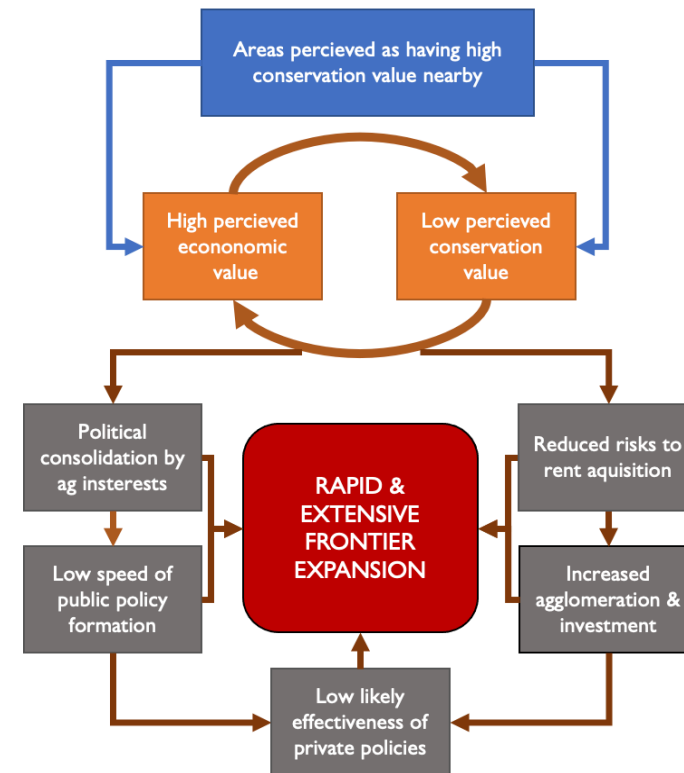 Areas percieved as having high
conservation value nearby
High percieved
econonomic
value
Low percieved
conservation
value
Political
consolidation by
ag insterests
Reduced risks to
rent aquisition
RAPID &
EXTENSIVE
FRONTIER
EXPANSION
Low speed of
public policy
formation
Increased
agglomeration &
investment
Low likely
effectiveness of
private policies